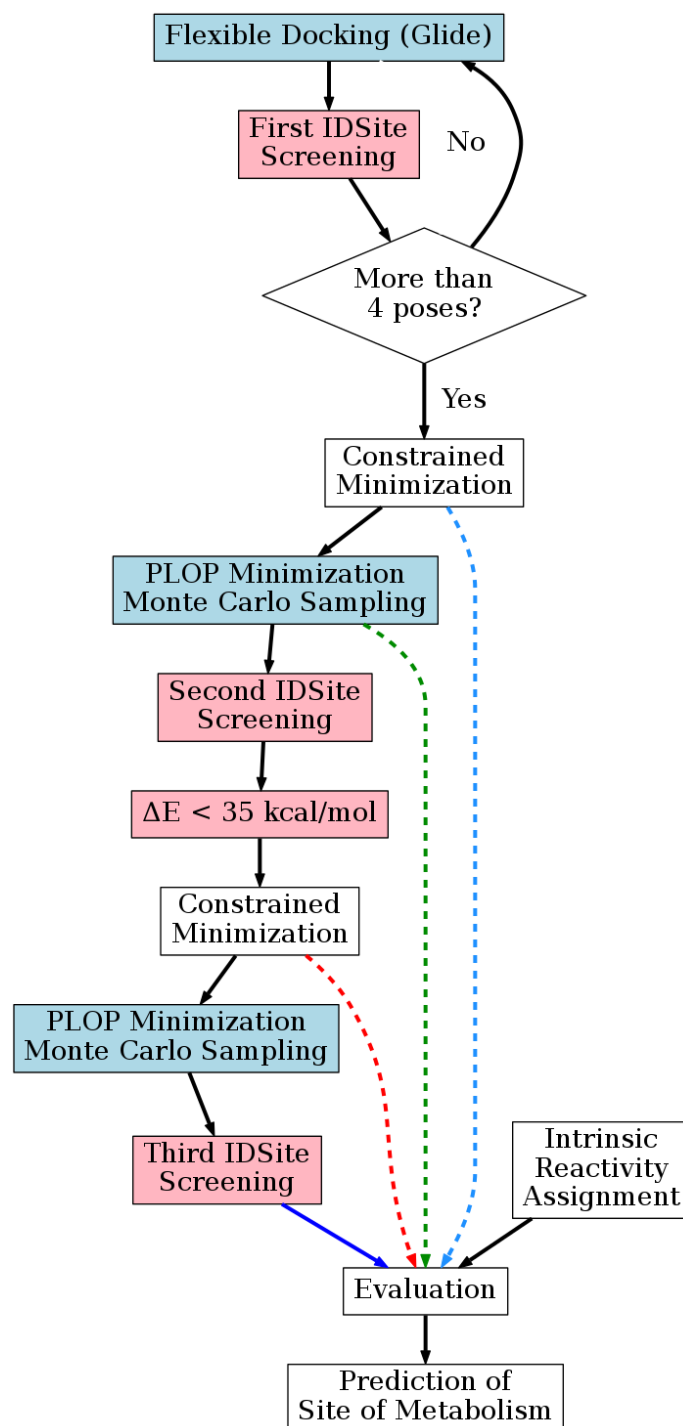 Flexible Docking (Glide)
First IDSite
Screening
No
More than
4 poses?
Yes
Constrained
Minimization
PLOP Minimization
Monte Carlo Sampling
Second IDSite
Screening
ΔE < 35 kcal/mol
Constrained
Minimization
PLOP Minimization
Monte Carlo Sampling
Third IDSite
Screening
Intrinsic
Reactivity
Assignment
Evaluation
Prediction of
Site of Metabolism